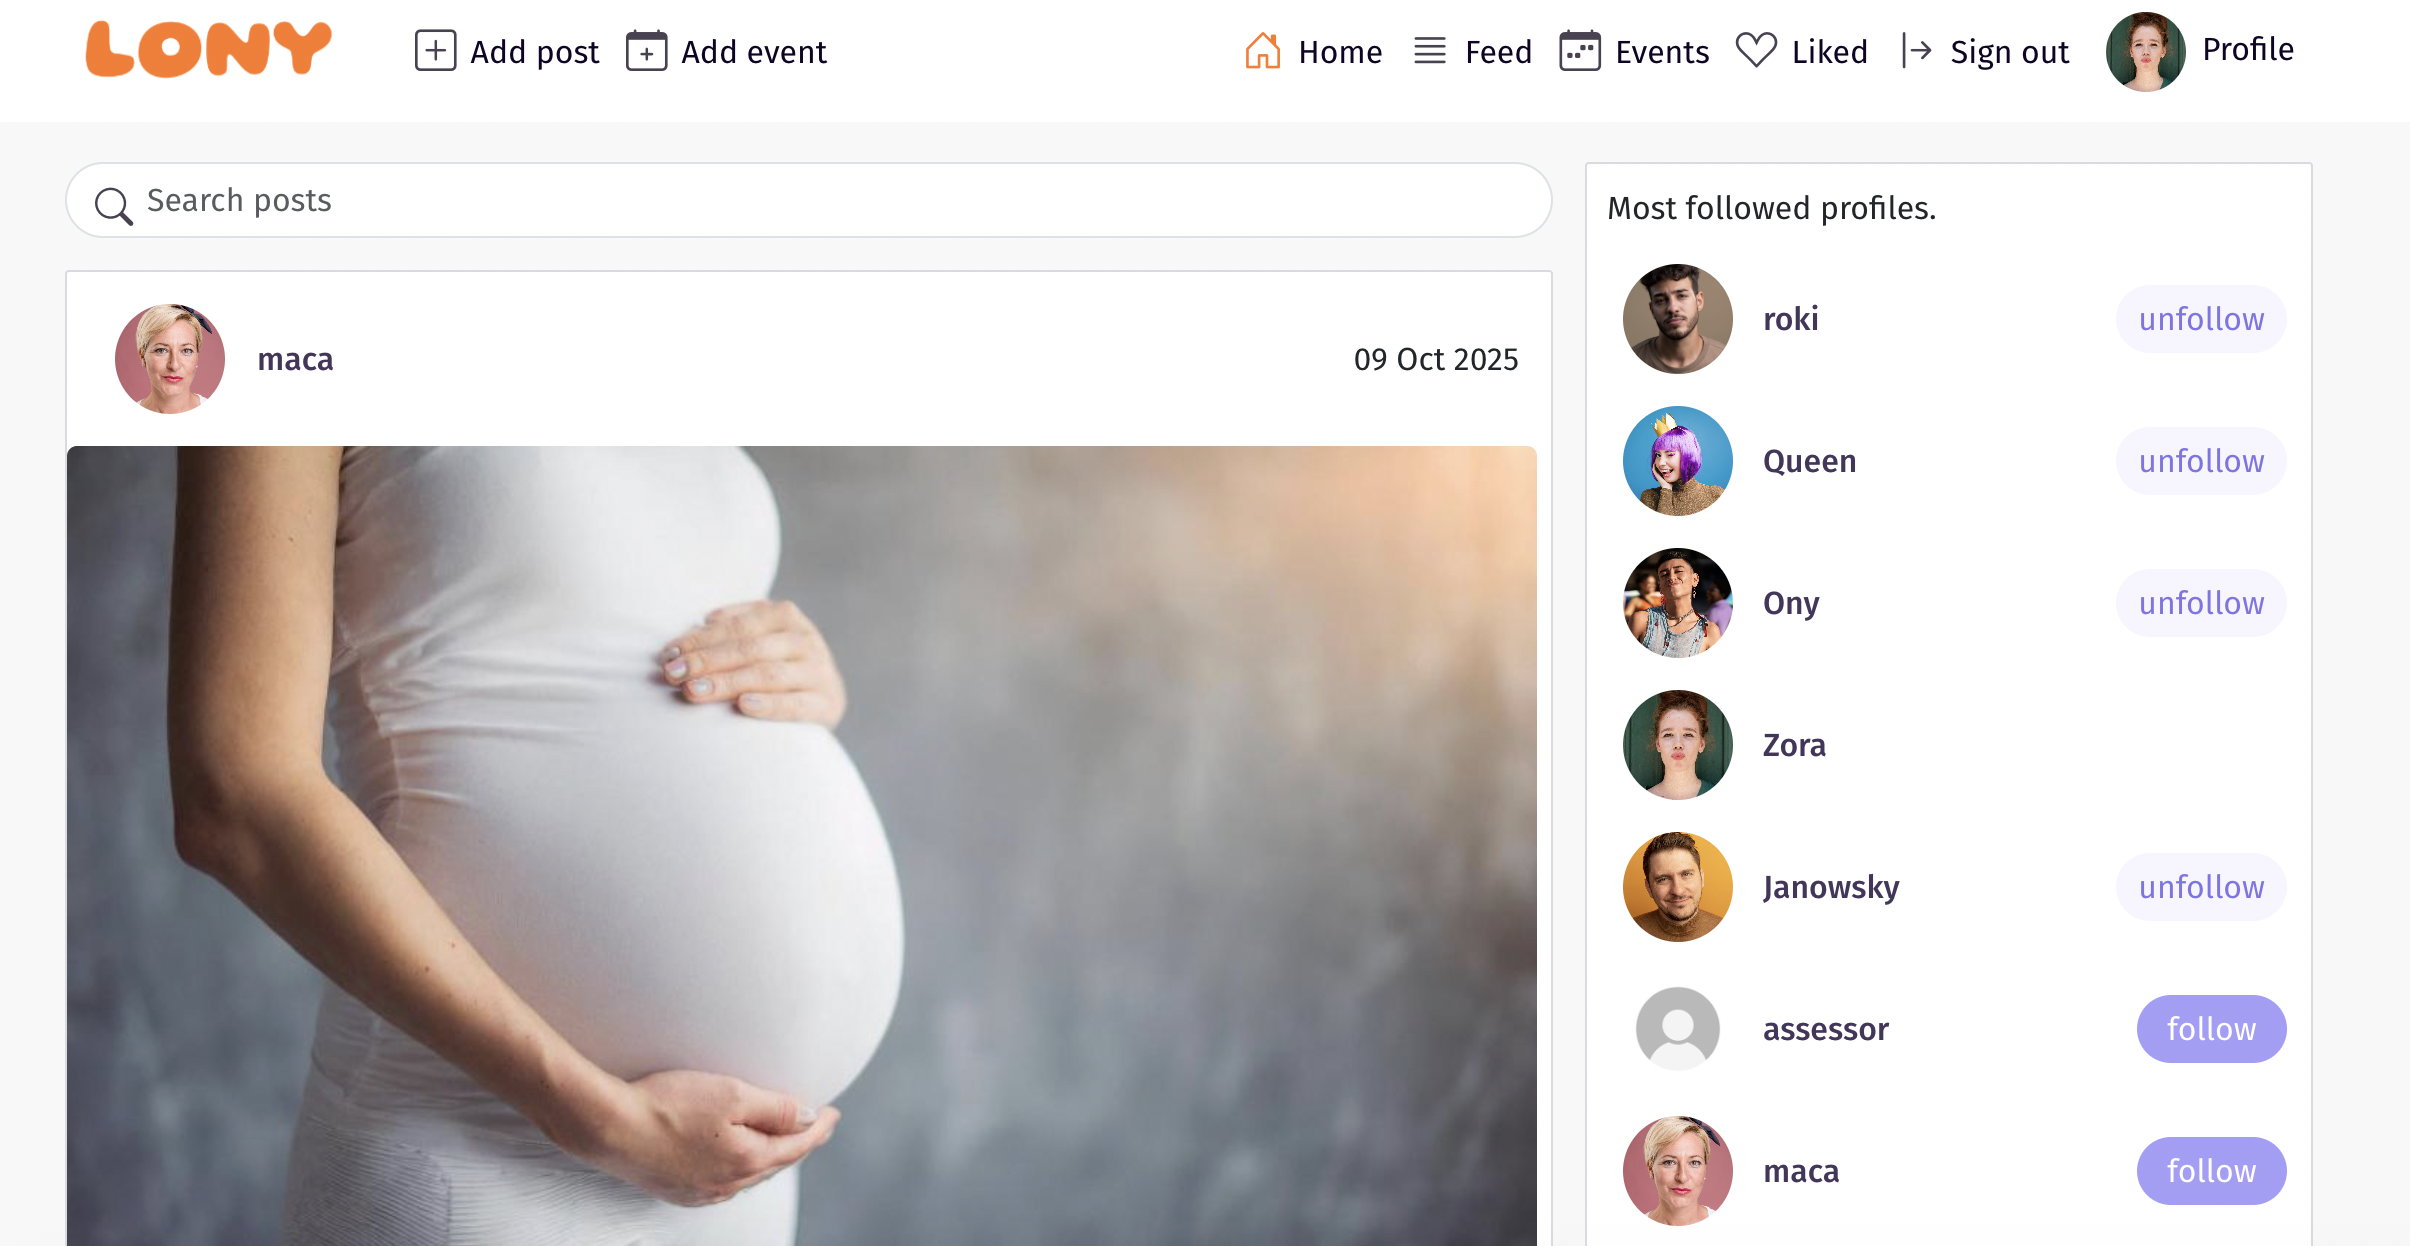 LONY
Add post
Add event
Home
Feed
Events
Liked
Sign out
Profile
Search posts
maca
09 Oct 2025
Most followed profiles.
roki
unfollow
Queen
unfollow
Ony
unfollow
Zora
Janowsky
unfollow
assessor
follow
maca
follow